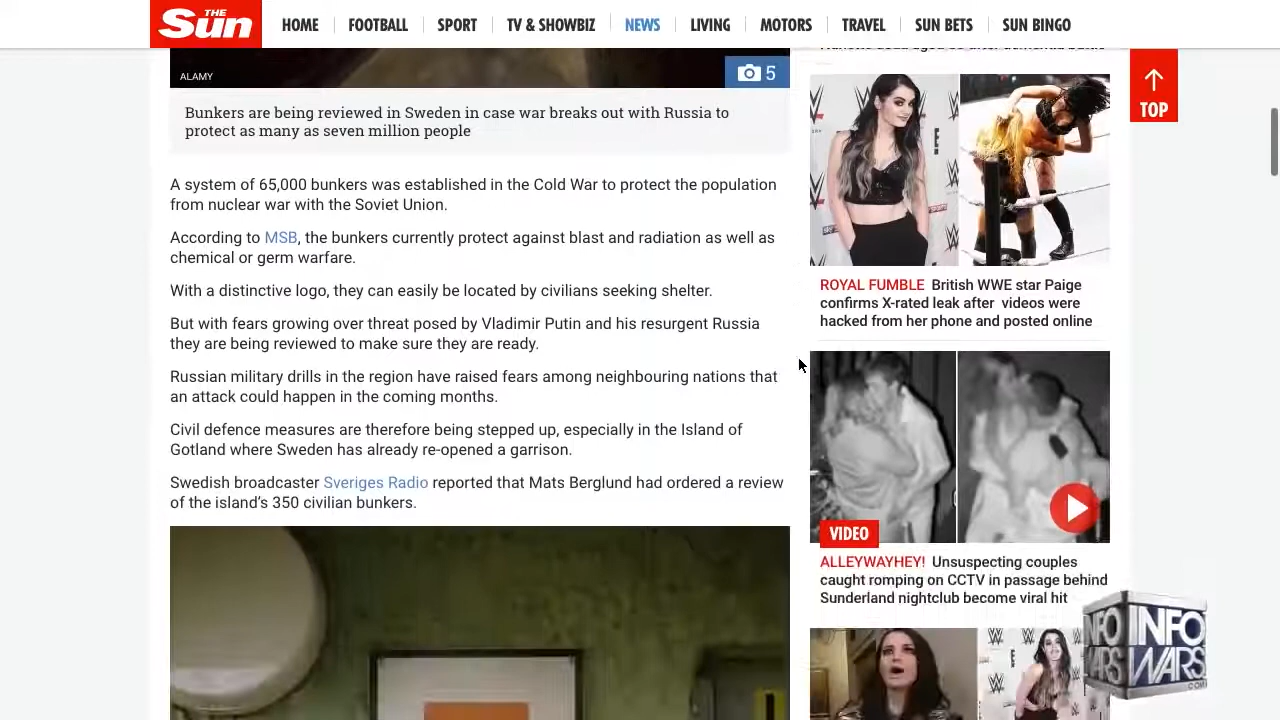 THE
Sun
HOME
FOOTBALL
SPORT
TV & SHOWBIZ
NEWS
LIVING
MOTORS
TRAVEL
SUN BETS
SUN BINGO
ALAMY
5
Bunkers are being reviewed in Sweden in case war breaks out with Russia to
protect as many as seven million people
A system of 65,000 bunkers was established in the Cold War to protect the population
from nuclear war with the Soviet Union.
According to MSB, the bunkers currently protect against blast and radiation as well as
chemical or germ warfare.
With a distinctive logo, they can easily be located by civilians seeking shelter.
But with fears growing over threat posed by Vladimir Putin and his resurgent Russia
they are being reviewed to make sure they are ready.
Russian military drills in the region have raised fears among neighbouring nations that
an attack could happen in the coming months.
Civil defence measures are therefore being stepped up, especially in the Island of
Gotland where Sweden has already re-opened a garrison.
Swedish broadcaster Sveriges Radio reported that Mats Berglund had ordered a review
of the island's 350 civilian bunkers.
TOP
ROYAL FUMBLE British WWE star Paige
confirms X-rated leak after videos were
hacked from her phone and posted online
VIDEO
ALLEYWAYHEY! Unsuspecting couples
caught romping on CCTV in passage behind
Sunderland nightclub become viral hit
INFO
WARS
INFO
WARS
.COM